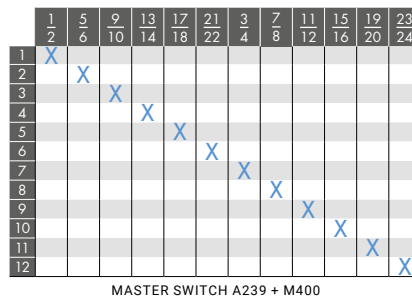 1/2 5/6 9/10 13/14 17/18 21/22 3/4 7/8 11/12 15/16 19/20 23/24
1 X
2 X
3 X
4 X
5 X
6 X
7 X
8 X
9 X
10 X
11 X
12 X
MASTER SWITCH A239 + M400